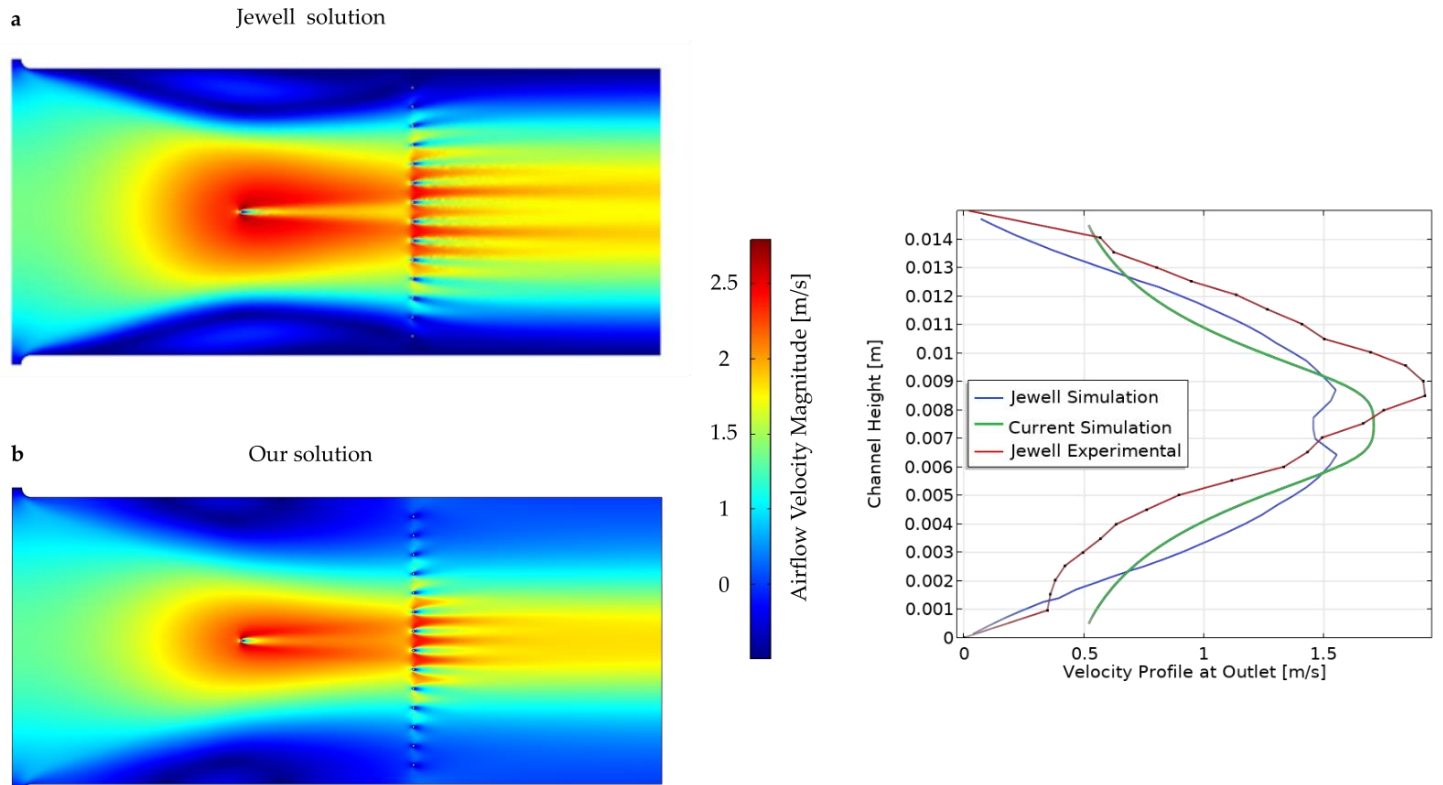 a
Jewell solution
b
Our solution
2.5
2
1.5
1
0
Airflow Velocity Magnitude [m/s]
0.014
0.013
0.012
0.011
0.01
0.009
0.008
0.007
0.006
0.005
0.004
0.003
0.002
0.001
0
Channel Height [m]
Jewell Simulation
Current Simulation
Jewell Experimental
0 0.5 1 1.5
Velocity Profile at Outlet [m/s]